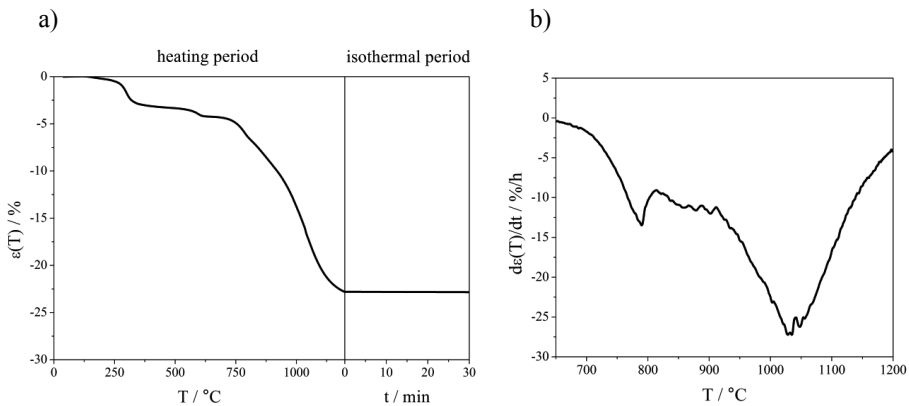 a)
heating period
isothermal period
0
-5
-10
-15
-20
-25
-30
ε(T) / %
0 250 500 750 1000 0 10 20 30
T / °C
t / min
b)
5
0
-5
-10
-15
-20
-25
-30
dε(T)/dt / %/h
700 800 900 1000 1100 1200
T / °C